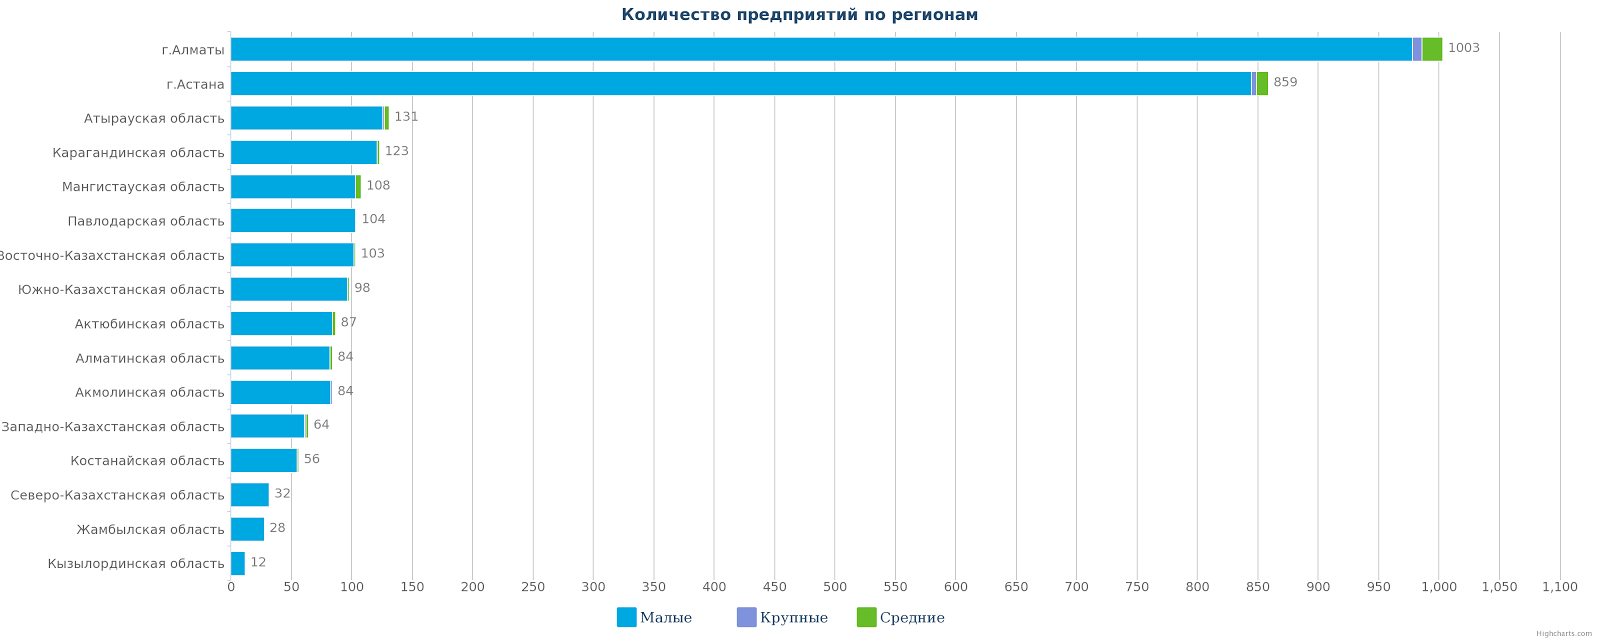 Количество предприятий по регионам
г.Алматы 1003
г.Астана 859
Атырауская область 131
Карагандинская область 123
Мангистауская область 108
Павлодарская область 104
Восточно-Казахстанская область 103
Южно-Казахстанская область 98
Актюбинская область 87
Алматинская область 84
Акмолинская область 84
Западно-Казахстанская область 64
Костанайская область 56
Северо-Казахстанская область 32
Жамбылская область 28
Кызылординская область 12
0 50 100 150 200 250 300 350 400 450 500 550 600 650 700 750 800 850 900 950 1,000 1,050 1,100
Малые Крупные Средние
Highcharts.com